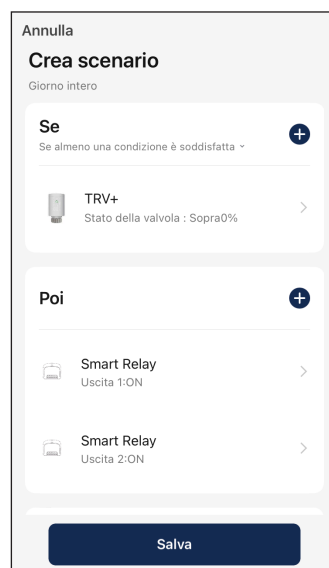 Annulla
Crea scenario
Giorno intero
Se
Se almeno una condizione è soddisfatta
TRV+
Stato della valvola : Sopra0%
Poi
Smart Relay
Uscita 1:ON
Smart Relay
Uscita 2:ON
Salva